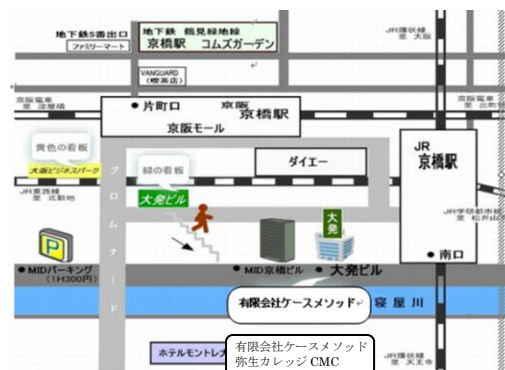 地下鉄5番出口
ファミリーマート
地下鉄 鶴見緑地線
京橋駅 コムズガーデン
JR環状線
至 大阪
VANGUARD
(喫茶店)
京阪電車
至 淀屋橋
片町口
京阪
京橋駅
京阪モール
京阪電車
黄色の看板
大阪ビジネスパーク
緑の看板
大発ビル
ダイエー
JR
京橋駅
JR東西線
至 北新地
プロムナード
大発
JR学研都市線
至 松井山
南口
MIDパーキング
(1H300円)
MID京橋ビル
大発ビル
有限会社ケースメソッド
寝屋川
ホテルモントレ
有限会社ケースメソッド
弥生カレッジCMC
JR環状線
至 天王寺